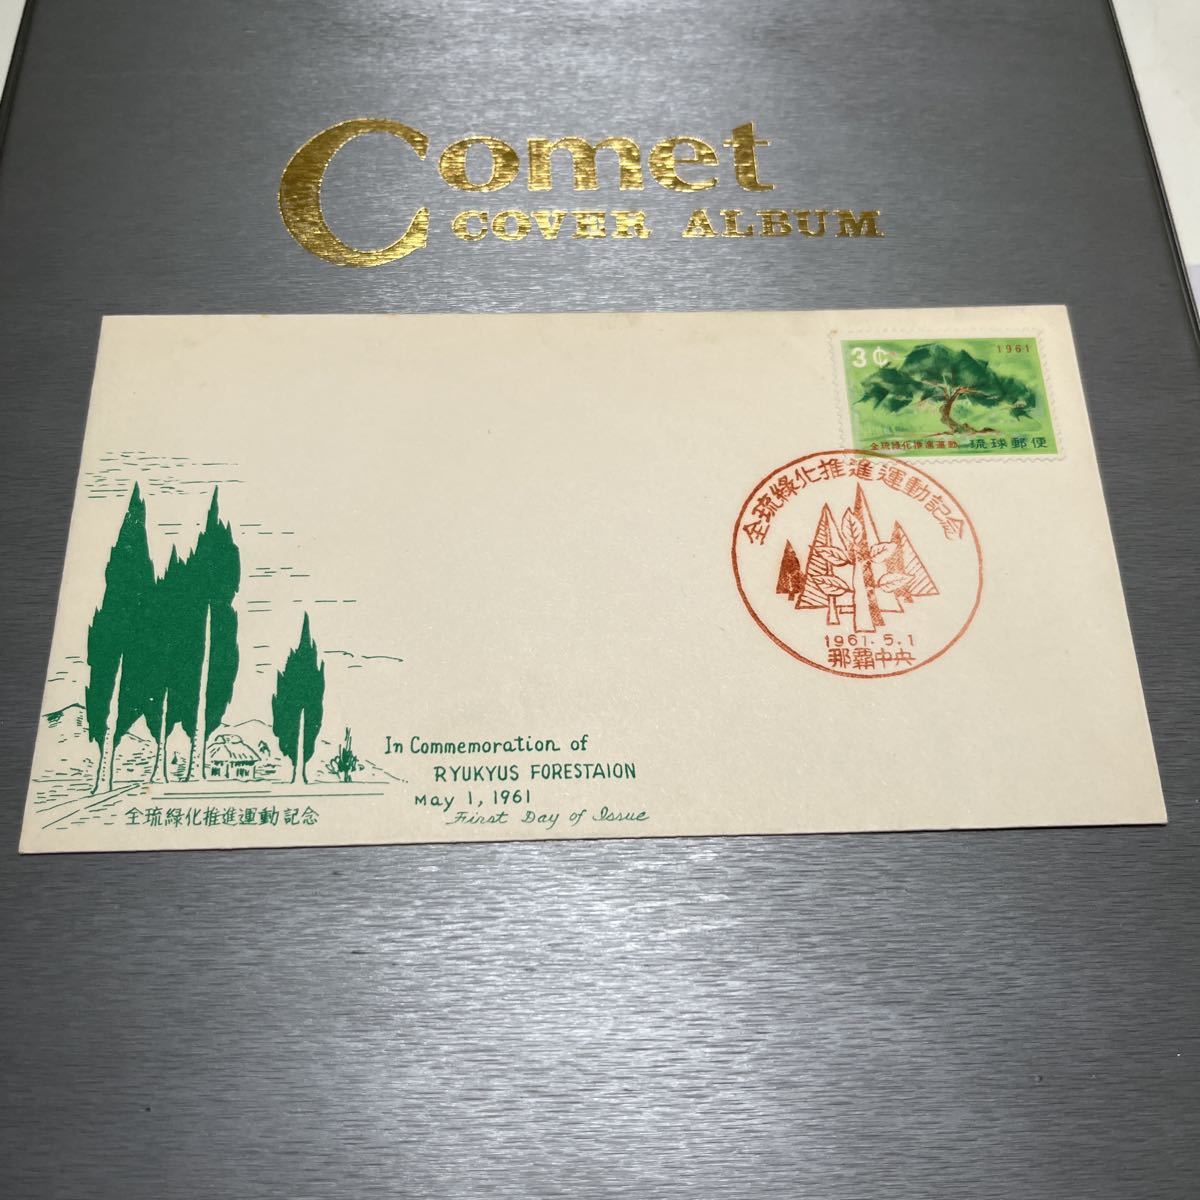 Comet
COVER ALBUM
3¢
1961
全琉緑化推進運動 琉球郵便
全琉緑化推進運動記念
1961.5.1
那覇中央
In Commemoration of
RYUKYUS FORESTAION
May 1, 1961
First Day of Issue
全琉緑化推進運動記念